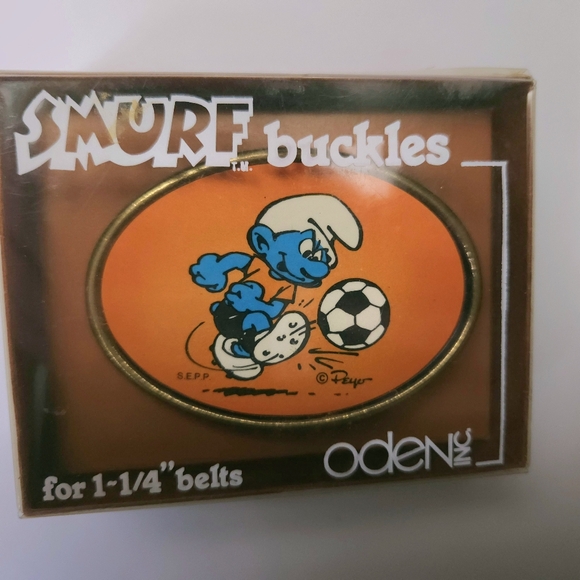 SMURF T.M. buckles
S.E.P.P.
© Peyo
oden INC.
for 1-1/4" belts